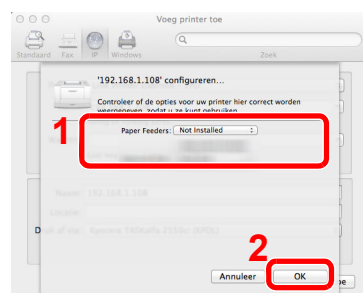 Voeg printer toe
Standaard Fax IP Windows Zoek
'192.168.1.108' configureren...
Controleer of de opties voor uw printer hier correct worden
weergegeven, zodat u ze kunt gebruiken.
1
Paper Feeders: Not Installed
Naam: 192.168.1.108
Locatie:
Druk af via:
2
Annuleer OK